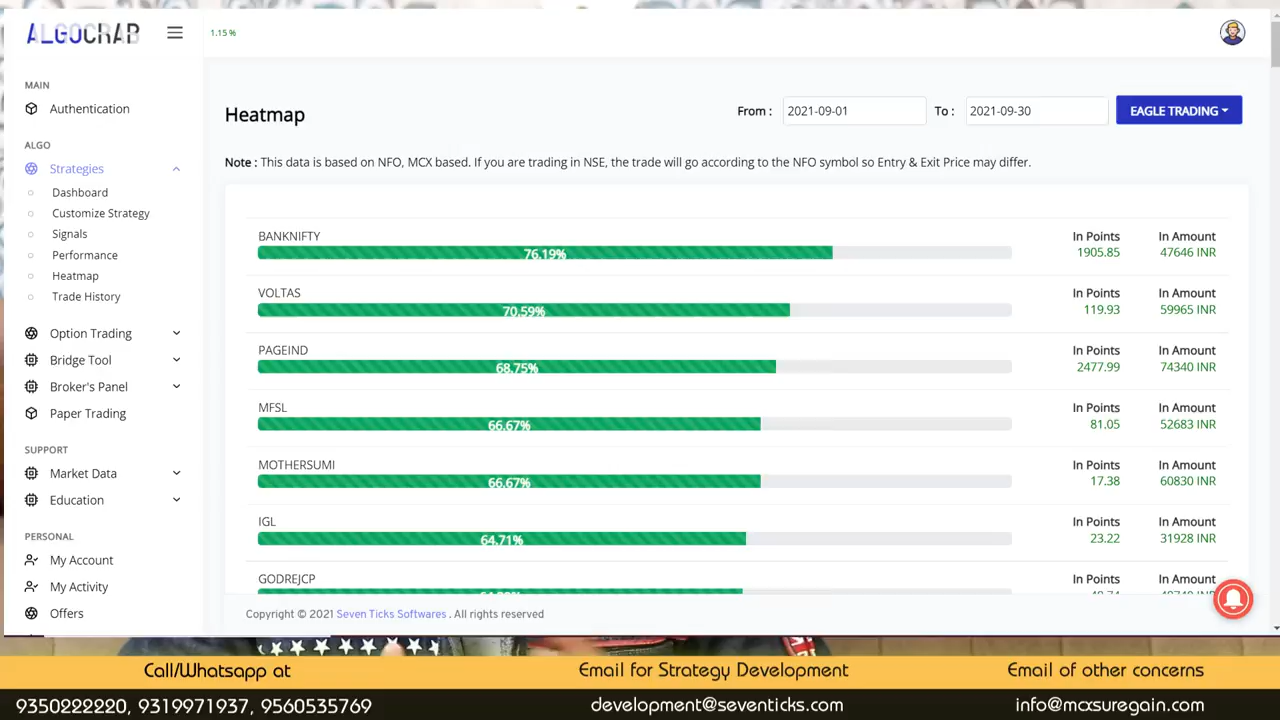 ALGOCRAB
1.15 %
MAIN
Authentication
ALGO
Strategies
Dashboard
Customize Strategy
Signals
Performance
Heatmap
Trade History
Option Trading
Bridge Tool
Broker's Panel
Paper Trading
SUPPORT
Market Data
Education
PERSONAL
My Account
My Activity
Offers
Heatmap
From : 2021-09-01 To : 2021-09-30 EAGLE TRADING
Note : This data is based on NFO, MCX based. If you are trading in NSE, the trade will go according to the NFO symbol so Entry & Exit Price may differ.
BANKNIFTY In Points In Amount
76.19% 1905.85 47646 INR
VOLTAS In Points In Amount
70.59% 119.93 59965 INR
PAGEIND In Points In Amount
68.75% 2477.99 74340 INR
MFSL In Points In Amount
66.67% 81.05 52683 INR
MOTHERSUMI In Points In Amount
66.67% 17.38 60830 INR
IGL In Points In Amount
64.71% 23.22 31928 INR
GODREJCP In Points In Amount
Copyright © 2021 Seven Ticks Softwares . All rights reserved
Call/Whatsapp at Email for Strategy Development Email of other concerns
9350222220, 9319971937, 9560535769 development@seventicks.com info@mcxsuregain.com